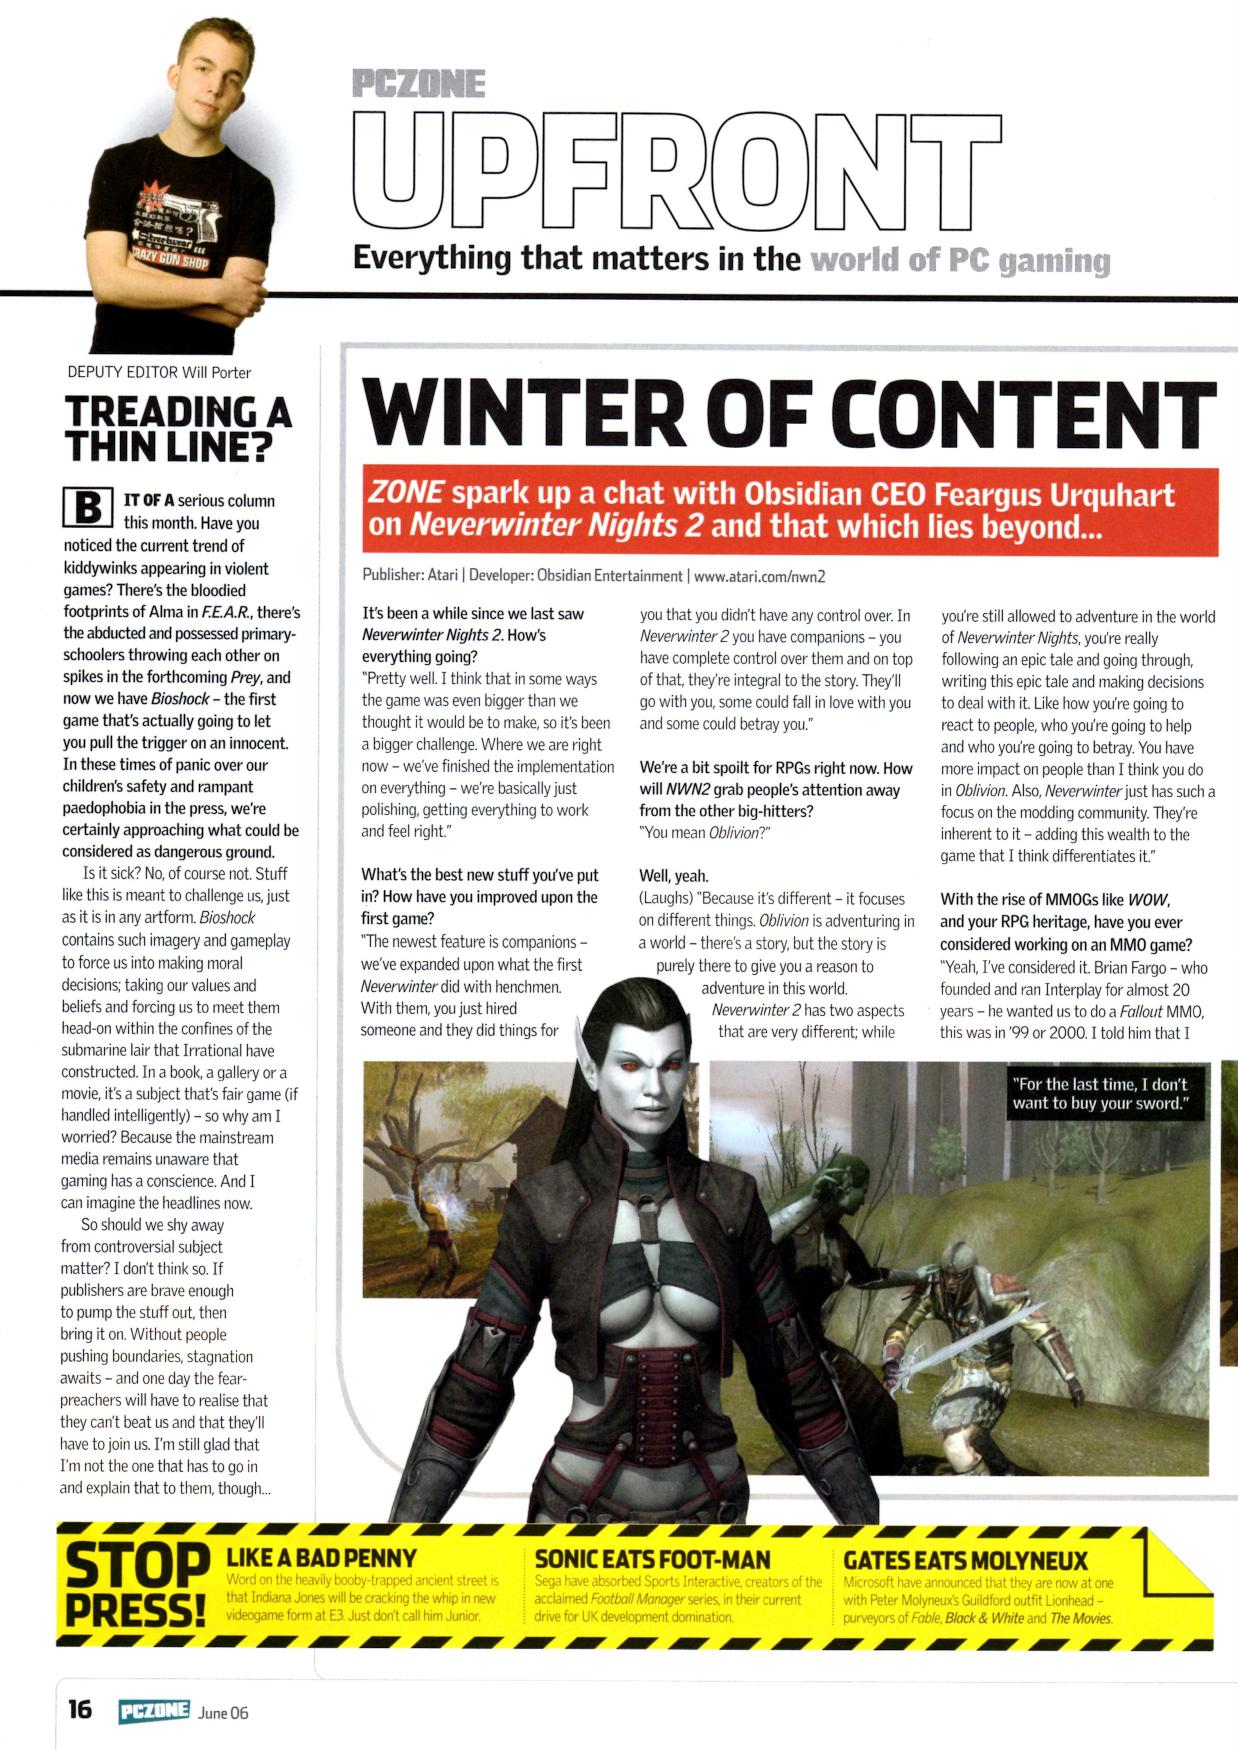 PCZONE
UPFRONT
Everything that matters in the world of PC gaming
Streetwear
CRAZY GUN SHOP
DEPUTY EDITOR Will Porter
TREADING A
THIN LINE?
BIT OF A serious column
this month. Have you
noticed the current trend of
kiddywinks appearing in violent
games? There's the bloodied
footprints of Alma in F.E.A.R., there's
the abducted and possessed primary-
schoolers throwing each other on
spikes in the forthcoming Prey, and
now we have Bioshock – the first
game that's actually going to let
you pull the trigger on an innocent.
In these times of panic over our
children's safety and rampant
paedophobia in the press, we're
certainly approaching what could be
considered as dangerous ground.
Is it sick? No, of course not. Stuff
like this is meant to challenge us, just
as it is in any artform. Bioshock
contains such imagery and gameplay
to force us into making moral
decisions; taking our values and
beliefs and forcing us to meet them
head-on within the confines of the
submarine lair that Irrational have
constructed. In a book, a gallery or a
movie, it's a subject that's fair game (if
handled intelligently) – so why am I
worried? Because the mainstream
media remains unaware that
gaming has a conscience. And I
can imagine the headlines now.
So should we shy away
from controversial subject
matter? I don't think so. If
publishers are brave enough
to pump the stuff out, then
bring it on. Without people
pushing boundaries, stagnation
awaits – and one day the fear-
preachers will have to realise that
they can't beat us and that they'll
have to join us. I'm still glad that
I'm not the one that has to go in
and explain that to them, though...
WINTER OF CONTENT
ZONE spark up a chat with Obsidian CEO Feargus Urquhart
on Neverwinter Nights 2 and that which lies beyond...
Publisher: Atari | Developer: Obsidian Entertainment | www.atari.com/nwn2
It's been a while since we last saw
Neverwinter Nights 2. How's
everything going?
"Pretty well. I think that in some ways
the game was even bigger than we
thought it would be to make, so it's been
a bigger challenge. Where we are right
now – we've finished the implementation
on everything – we're basically just
polishing, getting everything to work
and feel right."
What's the best new stuff you've put
in? How have you improved upon the
first game?
"The newest feature is companions –
we've expanded upon what the first
Neverwinter did with henchmen.
With them, you just hired
someone and they did things for
you that you didn't have any control over. In
Neverwinter 2 you have companions – you
have complete control over them and on top
of that, they're integral to the story. They'll
go with you, some could fall in love with you
and some could betray you."
We're a bit spoilt for RPGs right now. How
will NWN2 grab people's attention away
from the other big-hitters?
"You mean Oblivion?"
Well, yeah.
(Laughs) "Because it's different – it focuses
on different things. Oblivion is adventuring in
a world – there's a story, but the story is
purely there to give you a reason to
adventure in this world.
Neverwinter 2 has two aspects
that are very different; while
you're still allowed to adventure in the world
of Neverwinter Nights, you're really
following an epic tale and going through,
writing this epic tale and making decisions
to deal with it. Like how you're going to
react to people, who you're going to help
and who you're going to betray. You have
more impact on people than I think you do
in Oblivion. Also, Neverwinter just has such a
focus on the modding community. They're
inherent to it – adding this wealth to the
game that I think differentiates it."
With the rise of MMOGs like WOW,
and your RPG heritage, have you ever
considered working on an MMO game?
"Yeah, I've considered it. Brian Fargo – who
founded and ran Interplay for almost 20
years – he wanted us to do a Fallout MMO,
this was in '99 or 2000. I told him that I
"For the last time, I don't
want to buy your sword."
STOP
PRESS!
LIKE A BAD PENNY
Word on the heavily booby-trapped ancient street is
that Indiana Jones will be cracking the whip in new
videogame form at E3. Just don't call him Junior.
SONIC EATS FOOT-MAN
Sega have absorbed Sports Interactive, creators of the
acclaimed Football Manager series, in their current
drive for UK development domination.
GATES EATS MOLYNEUX
Microsoft have announced that they are now at one
with Peter Molyneux's Guildford outfit Lionhead –
purveyors of Fable, Black & White and The Movies.
16 PCZONE June 06